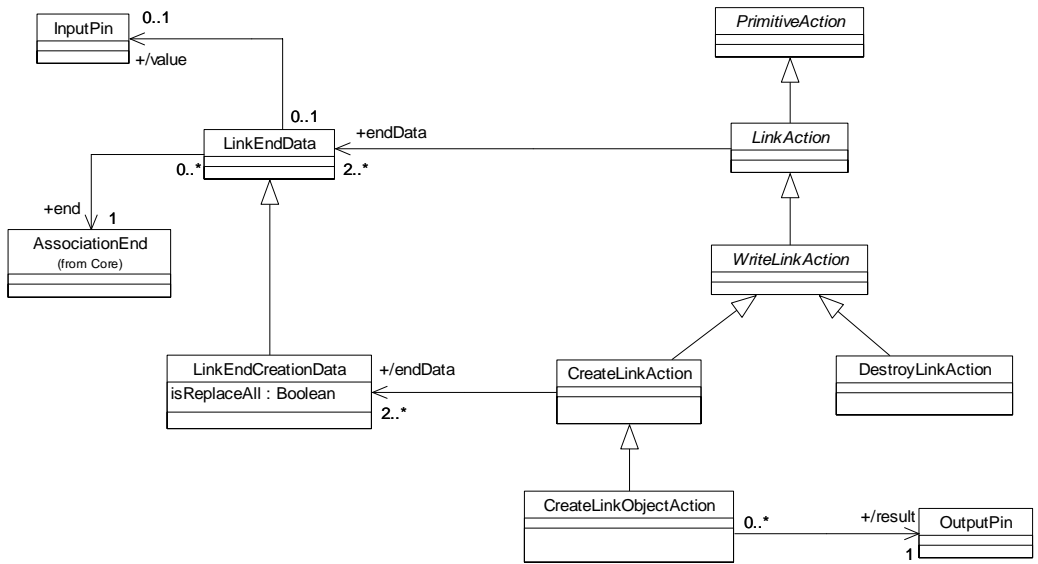 InputPin
0..1
+/value
PrimitiveAction
0..1
LinkEndData
+endData
LinkAction
0..*
2..*
+end
1
AssociationEnd
(from Core)
WriteLinkAction
LinkEndCreationData
isReplaceAll : Boolean
+/endData
2..*
CreateLinkAction
DestroyLinkAction
CreateLinkObjectAction
0..*
+/result
1
OutputPin